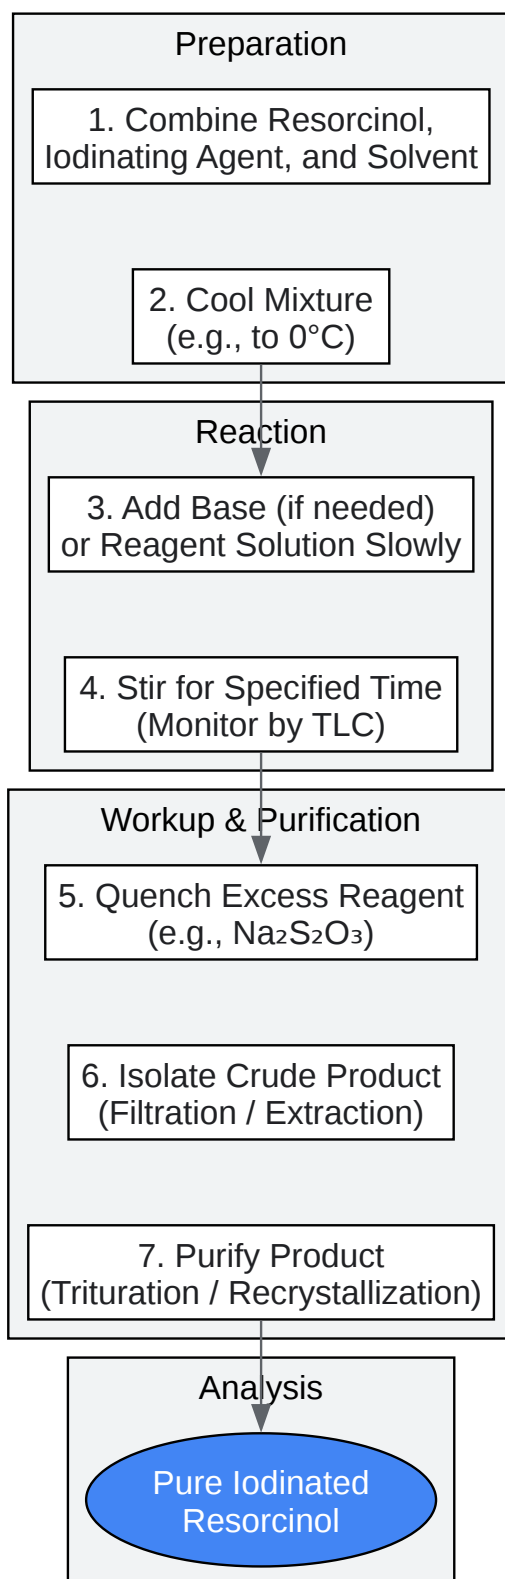 Preparation
1. Combine Resorcinol,
Iodinating Agent, and Solvent
2. Cool Mixture
(e.g., to 0°C)
Reaction
3. Add Base (if needed)
or Reagent Solution Slowly
4. Stir for Specified Time
(Monitor by TLC)
Workup & Purification
5. Quench Excess Reagent
(e.g., Na₂S₂O₃)
6. Isolate Crude Product
(Filtration / Extraction)
7. Purify Product
(Trituration / Recrystallization)
Analysis
Pure Iodinated
Resorcinol